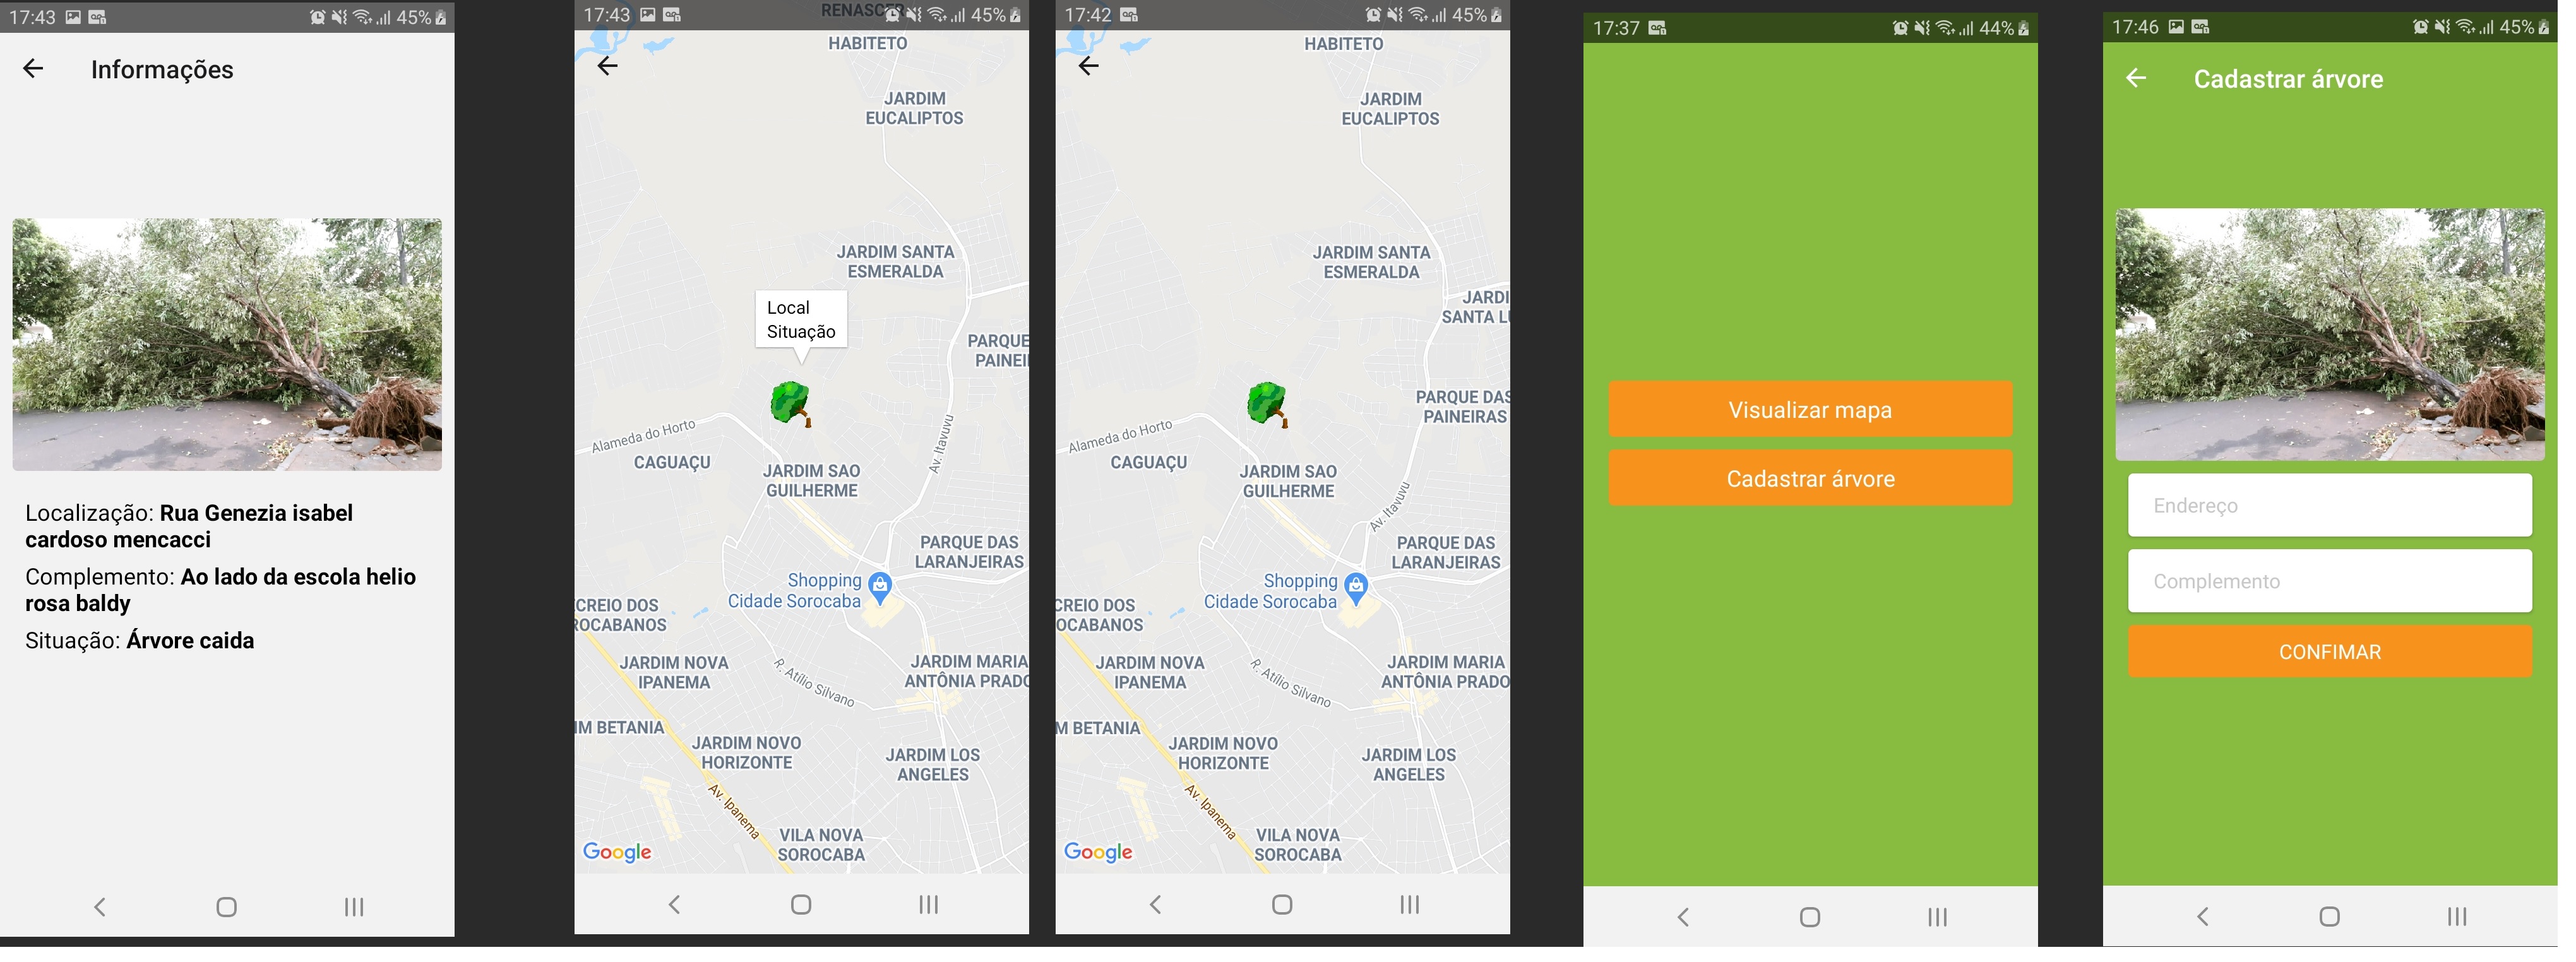 17:43
45%
Informações
Localização: Rua Genezia isabel
cardoso mencacci
Complemento: Ao lado da escola helio
rosa baldy
Situação: Árvore caida
17:43
45%
RENASCER
HABITETO
JARDIM
EUCALIPTOS
JARDIM SANTA
ESMERALDA
Local
Situação
PARQUE
PAINEI
Alameda do Horto
Av. Itavuvu
CAGUAÇU
JARDIM SAO
GUILHERME
PARQUE DAS
LARANJEIRAS
Shopping
Cidade Sorocaba
CREIO DOS
ROCABANOS
JARDIM NOVA
IPANEMA
R. Atílio Silvano
JARDIM MARIA
ANTÔNIA PRADO
IM BETANIA
JARDIM NOVO
HORIZONTE
JARDIM LOS
ANGELES
Av. Ipanema
VILA NOVA
SOROCABA
Google
17:42
45%
HABITETO
JARDIM
EUCALIPTOS
JARDIM SANTA
ESMERALDA
JARDI
SANTA LU
PARQUE DAS
PAINEIRAS
Alameda do Horto
CAGUAÇU
JARDIM SAO
GUILHERME
Av. Itavuvu
PARQUE DAS
LARANJEIRAS
Shopping
Cidade Sorocaba
CREIO DOS
OCABANOS
JARDIM NOVA
IPANEMA
R. Atílio Silvano
JARDIM MARIA
ANTÔNIA PRADO
M BETANIA
JARDIM NOVO
HORIZONTE
JARDIM LOS
ANGELES
Av. Ipanema
VILA NOVA
SOROCABA
Google
17:37
44%
Visualizar mapa
Cadastrar árvore
17:46
45%
Cadastrar árvore
Endereço
Complemento
CONFIMAR